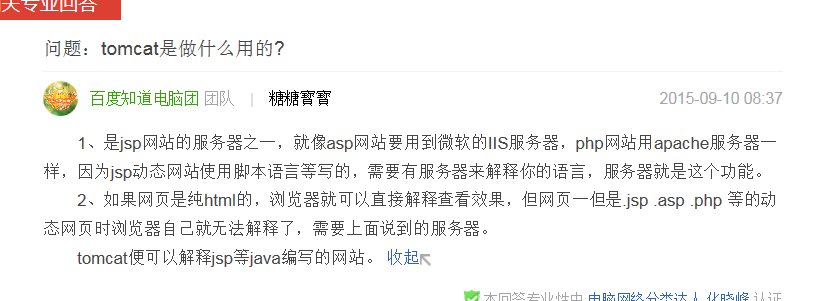 关专业回答
问题：tomcat是做什么用的?
百度知道电脑团 团队 | 糖糖寳寳 2015-09-10 08:37
1、是jsp网站的服务器之一，就像asp网站要用到微软的IIS服务器，php网站用apache服务器一
样，因为jsp动态网站使用脚本语言等写的，需要有服务器来解释你的语言，服务器就是这个功能。
2、如果网页是纯html的，浏览器就可以直接解释查看效果，但网页一但是.jsp .asp .php 等的动
态网页时浏览器自己就无法解释了，需要上面说到的服务器。
tomcat便可以解释jsp等java编写的网站。 收起
本回答专业性由 电脑网络分类达人 化晓峰 认证